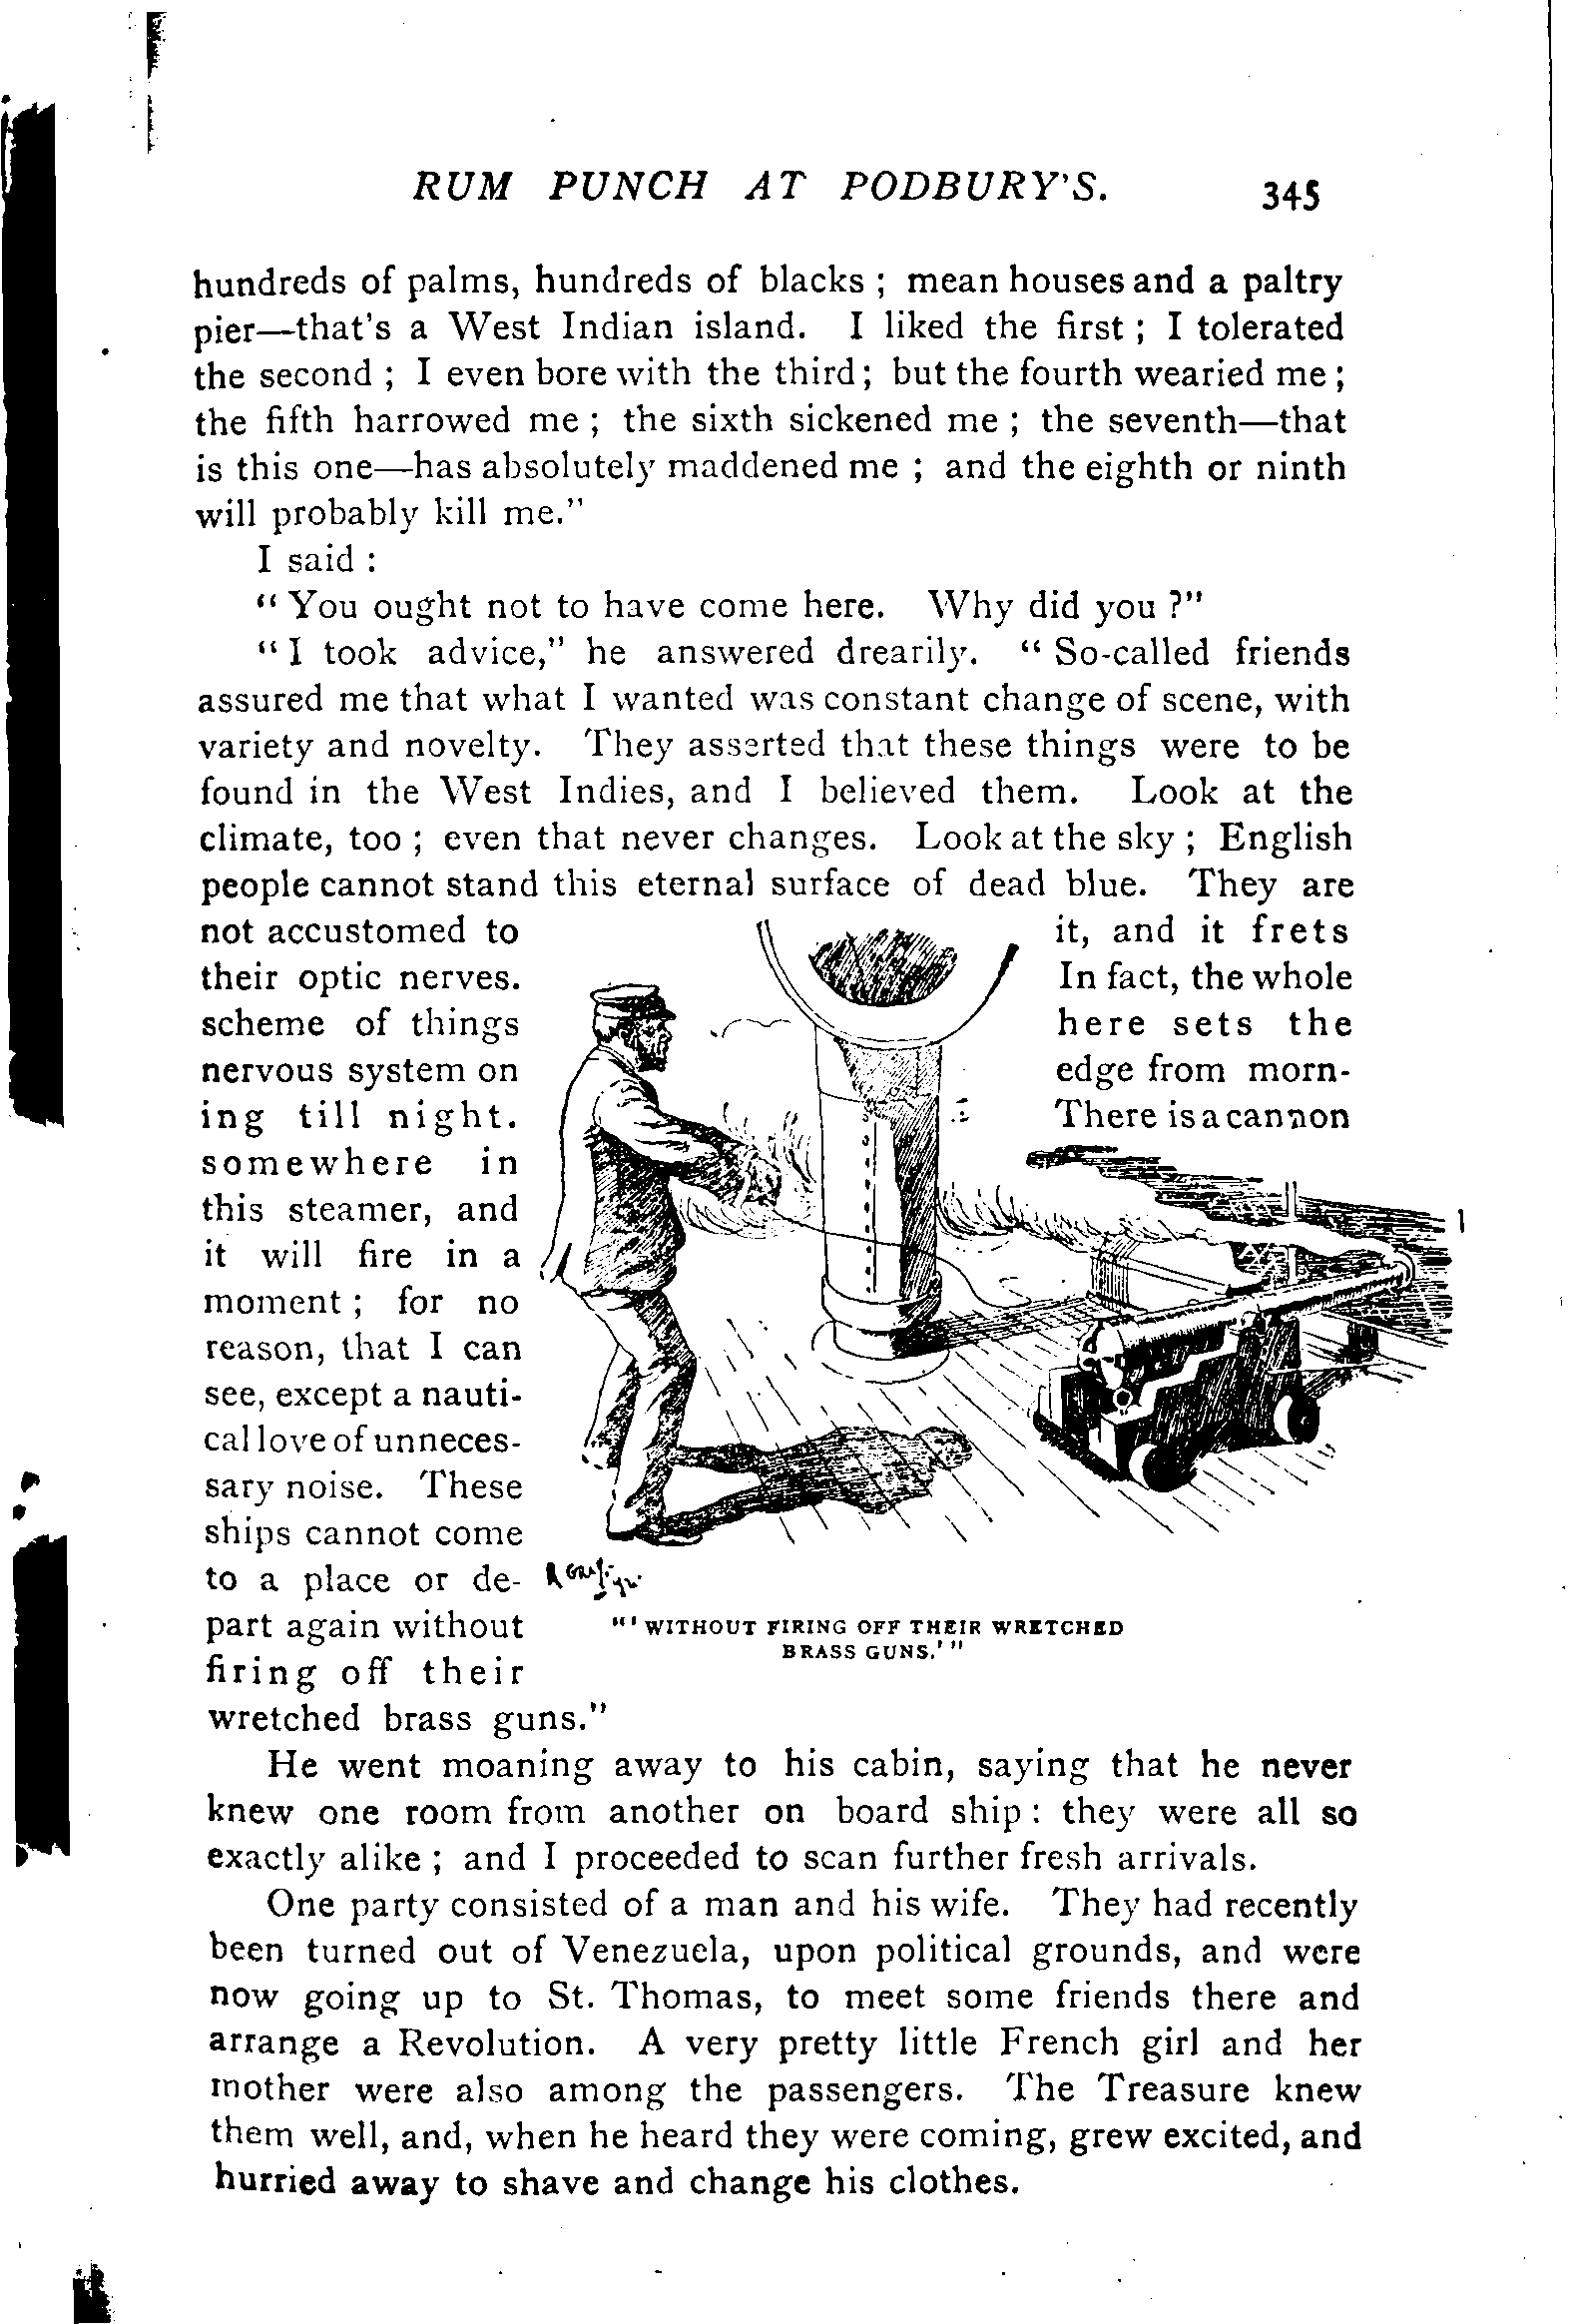 RUM PUNCH AT PODBURY'S. 345
hundreds of palms, hundreds of blacks ; mean houses and a paltry
pier—that's a West Indian island. I liked the first ; I tolerated
the second ; I even bore with the third ; but the fourth wearied me ;
the fifth harrowed me ; the sixth sickened me ; the seventh—that
is this one—has absolutely maddened me ; and the eighth or ninth
will probably kill me."
I said :
" You ought not to have come here. Why did you ?"
" I took advice," he answered drearily. " So-called friends
assured me that what I wanted was constant change of scene, with
variety and novelty. They asserted that these things were to be
found in the West Indies, and I believed them. Look at the
climate, too ; even that never changes. Look at the sky ; English
people cannot stand this eternal surface of dead blue. They are
not accustomed to it, and it frets
their optic nerves. In fact, the whole
scheme of things here sets the
nervous system on edge from morn-
ing till night. There is a cannon
somewhere in
this steamer, and
it will fire in a
moment ; for no
reason, that I can
see, except a nauti-
cal love of unneces-
sary noise. These
ships cannot come
to a place or de-
part again without
firing off their
wretched brass guns."
"' WITHOUT FIRING OFF THEIR WRETCHED
BRASS GUNS.' "
He went moaning away to his cabin, saying that he never
knew one room from another on board ship : they were all so
exactly alike ; and I proceeded to scan further fresh arrivals.
One party consisted of a man and his wife. They had recently
been turned out of Venezuela, upon political grounds, and were
now going up to St. Thomas, to meet some friends there and
arrange a Revolution. A very pretty little French girl and her
mother were also among the passengers. The Treasure knew
them well, and, when he heard they were coming, grew excited, and
hurried away to shave and change his clothes.